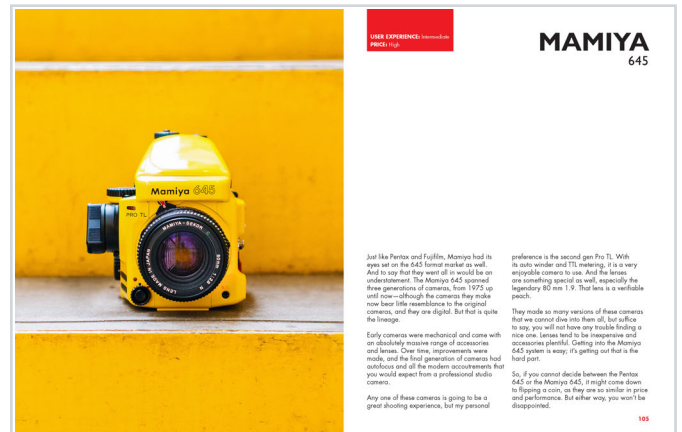 Mamiya 645
PRO TL
MAMIYA-SEKOR
80mm 1:2.8 N
LENS MADE IN JAPAN
USER EXPERIENCE: Intermediate
PRICE: High
MAMIYA
645
Just like Pentax and Fujifilm, Mamiya had its
eyes set on the 645 format market as well.
And to say that they went all in would be an
understatement. The Mamiya 645 spanned
three generations of cameras, from 1975 up
until now—although the cameras they make
now bear little resemblance to the original
cameras, and they are digital. But that is quite
the lineage.
Early cameras were mechanical and came with
an absolutely massive range of accessories
and lenses. Over time, improvements were
made, and the final generation of cameras had
autofocus and all the modern accoutrements that
you would expect from a professional studio
camera.
Any one of these cameras is going to be a
great shooting experience, but my personal
preference is the second gen Pro TL. With
its auto winder and TTL metering, it is a very
enjoyable camera to use. And the lenses
are something special as well, especially the
legendary 80 mm 1.9. That lens is a verifiable
peach.
They made so many versions of these cameras
that we cannot dive into them all, but suffice
to say, you will not have any trouble finding a
nice one. Lenses tend to be inexpensive and
accessories plentiful. Getting into the Mamiya
645 system is easy; it's getting out that is the
hard part.
So, if you cannot decide between the Pentax
645 or the Mamiya 645, it might come down
to flipping a coin, as they are so similar in price
and performance. But either way, you won't be
disappointed.
105